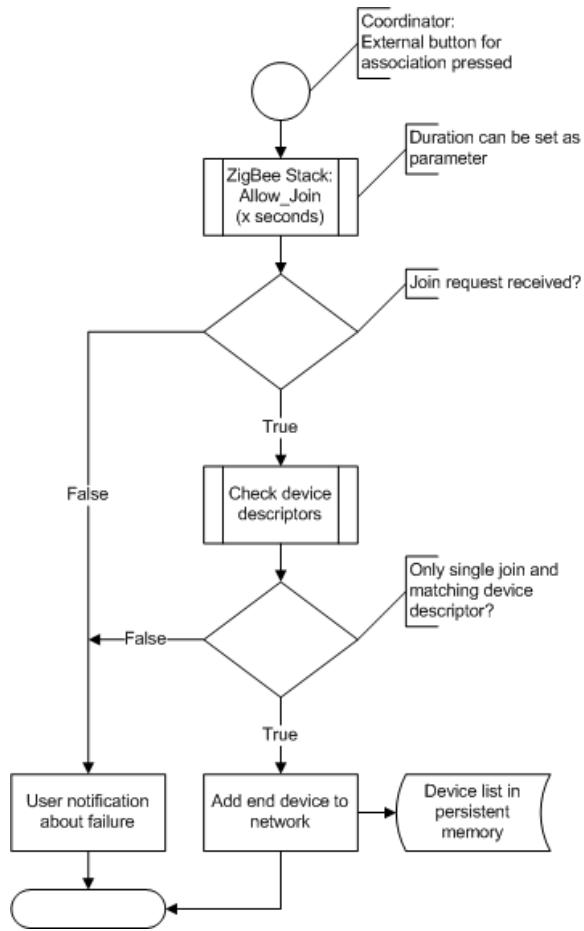 Coordinator:
External button for
association pressed
Duration can be set as
parameter
ZigBee Stack:
Allow_Join
(x seconds)
Join request received?
True
False
Check device
descriptors
Only single join and
matching device
descriptor?
False
True
User notification
about failure
Add end device to
network
Device list in
persistent
memory